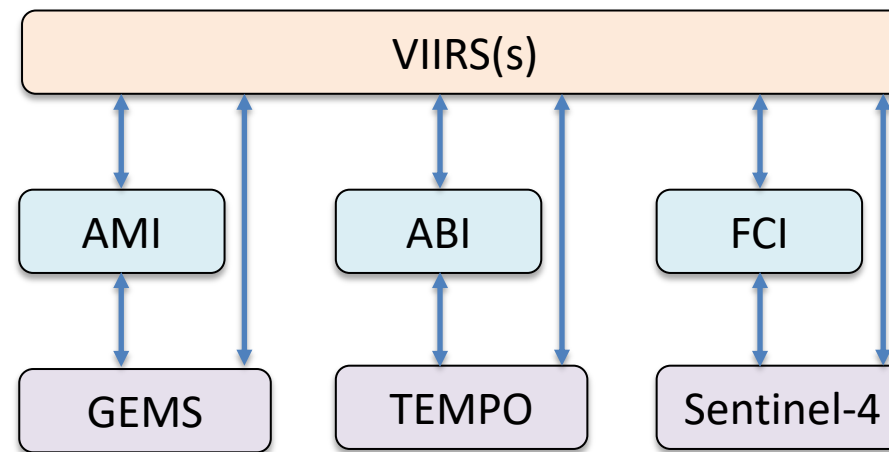 VIIRS(s)
AMI
ABI
FCI
GEMS
TEMPO
Sentinel-4